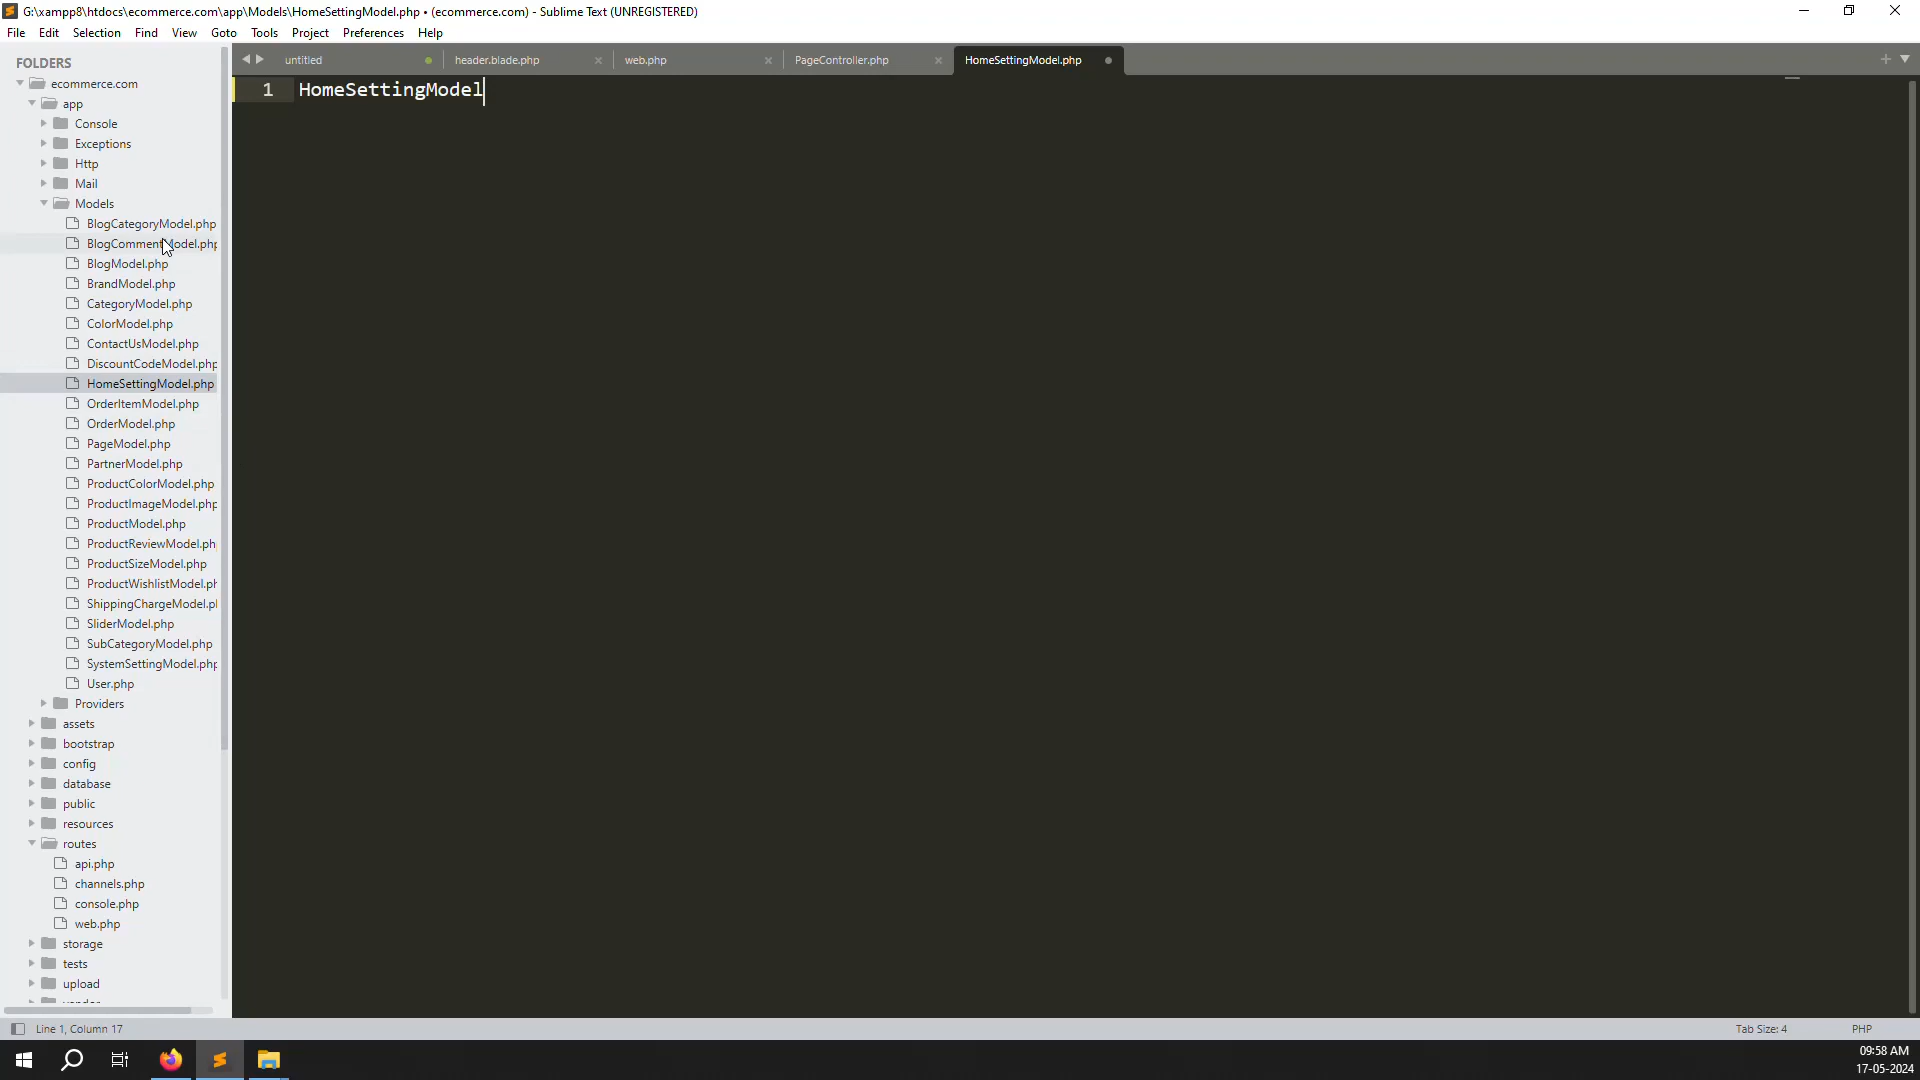 G:\xampp8\htdocs\ecommerce.com\app\Models\HomeSettingModel.php • (ecommerce.com) - Sublime Text (UNREGISTERED)
File Edit Selection Find View Goto Tools Project Preferences Help
FOLDERS
ecommerce.com
app
Console
Exceptions
Http
Mail
Models
BlogCategoryModel.php
BlogCommentModel.php
BlogModel.php
BrandModel.php
CategoryModel.php
ColorModel.php
ContactUsModel.php
DiscountCodeModel.php
HomeSettingModel.php
OrderItemModel.php
OrderModel.php
PageModel.php
PartnerModel.php
ProductColorModel.php
ProductImageModel.php
ProductModel.php
ProductReviewModel.ph
ProductSizeModel.php
ProductWishlistModel.ph
ShippingChargeModel.p
SliderModel.php
SubCategoryModel.php
SystemSettingModel.php
User.php
Providers
assets
bootstrap
config
database
public
resources
routes
api.php
channels.php
console.php
web.php
storage
tests
upload
untitled header.blade.php web.php PageController.php HomeSettingModel.php
1 HomeSettingModel
Line 1, Column 17 Tab Size: 4 PHP
09:58 AM
17-05-2024